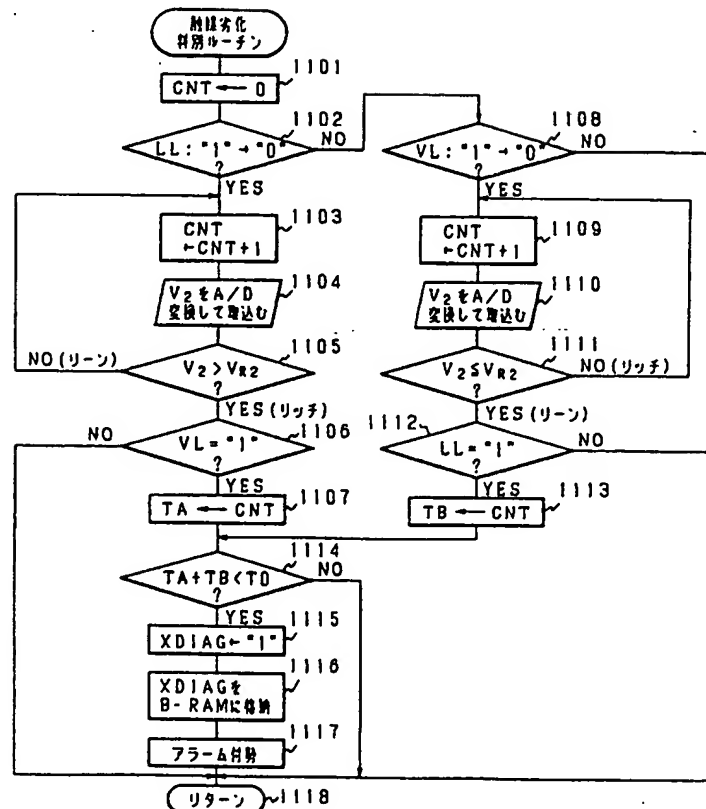 触媒劣化
判別ルーチン
1101
CNT ← 0
1102
LL : "1"→"0"
?
NO
YES
1103
CNT
←CNT+1
1104
V2をA/D
変換して取込む
1105
V2>VR2
?
NO(リーン)
YES(リッチ)
1106
VL="1"
?
NO
YES
1107
TA ← CNT
1108
VL : "1"→"0"
?
NO
YES
1109
CNT
←CNT+1
1110
V2をA/D
変換して取込む
1111
V2≦VR2
?
NO(リッチ)
YES(リーン)
1112
LL="1"
?
NO
YES
1113
TB ← CNT
1114
TA+TB<T0
?
NO
YES
1115
XDIAG←"1"
1116
XDIAGを
B-RAMに格納
1117
アラーム付勢
リターン
1118